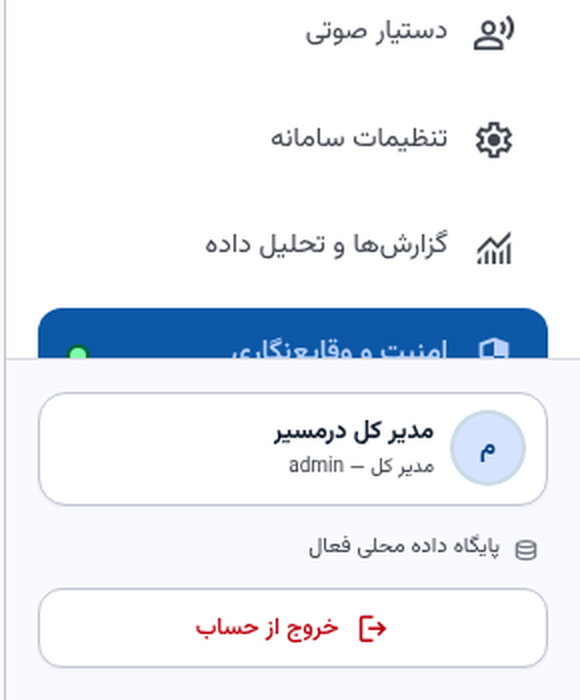 دستیار صوتی
تنظیمات سامانه
گزارش‌ها و تحلیل داده
امنیت و وقایع‌نگاری
م
مدیر کل درمسیر
مدیر کل – admin
پایگاه داده محلی فعال
خروج از حساب